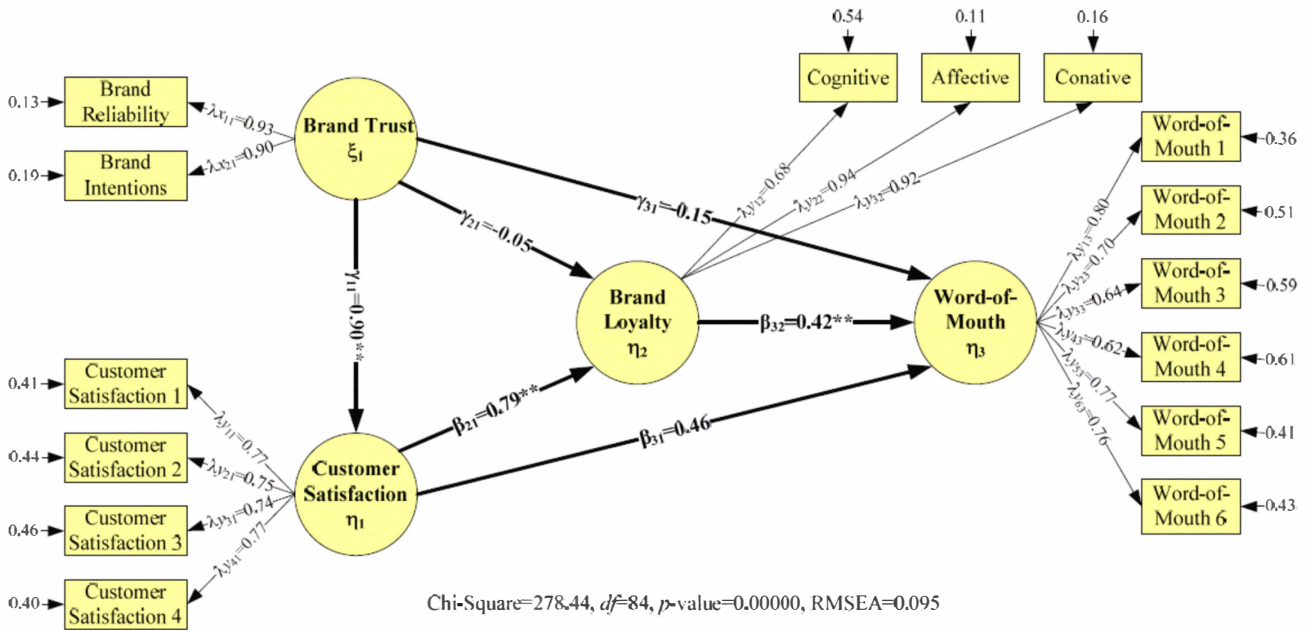 0.54
0.11
0.16
Cognitive
Affective
Conative
0.13
Brand
Reliability
λx₁₁=0.93
0.19
Brand
Intentions
λx₂₁=0.90
Brand Trust
ξ₁
γ₃₁=-0.15
γ₂₁=-0.05
γ₁₁=0.90**
λy₁₂=0.68
λy₂₂=0.94
λy₃₂=0.92
Brand
Loyalty
η₂
β₃₂=0.42**
Word-of-
Mouth
η₃
β₂₁=0.79**
β₃₁=0.46
Customer
Satisfaction
η₁
0.41
Customer
Satisfaction 1
λy₁₁=0.77
0.44
Customer
Satisfaction 2
λy₂₁=0.75
0.46
Customer
Satisfaction 3
λy₃₁=0.74
0.40
Customer
Satisfaction 4
λy₄₁=0.77
λy₁₃=0.80
Word-of-
Mouth 1
0.36
λy₂₃=0.70
Word-of-
Mouth 2
0.51
λy₃₃=0.64
Word-of-
Mouth 3
0.59
λy₄₃=0.62
Word-of-
Mouth 4
0.61
λy₅₃=0.77
Word-of-
Mouth 5
0.41
λy₆₃=0.76
Word-of-
Mouth 6
0.43
Chi-Square=278.44, df=84, p-value=0.00000, RMSEA=0.095